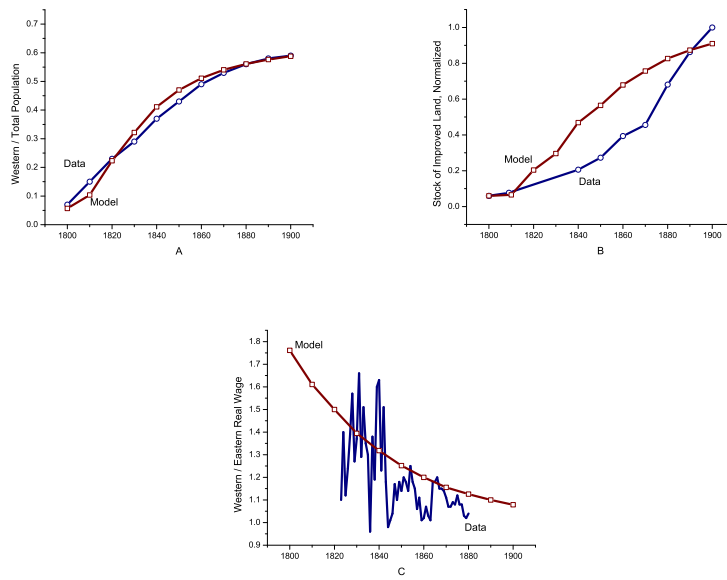 Western / Total Population
0.7
0.6
0.5
0.4
0.3
0.2
0.1
0.0
Data
Model
1800 1820 1840 1860 1880 1900
A
Stock of Improved Land, Normalized
1.0
0.8
0.6
0.4
0.2
0.0
Model
Data
1800 1820 1840 1860 1880 1900
B
Western / Eastern Real Wage
1.8
1.7
1.6
1.5
1.4
1.3
1.2
1.1
1.0
0.9
Model
Data
1800 1820 1840 1860 1880 1900
C